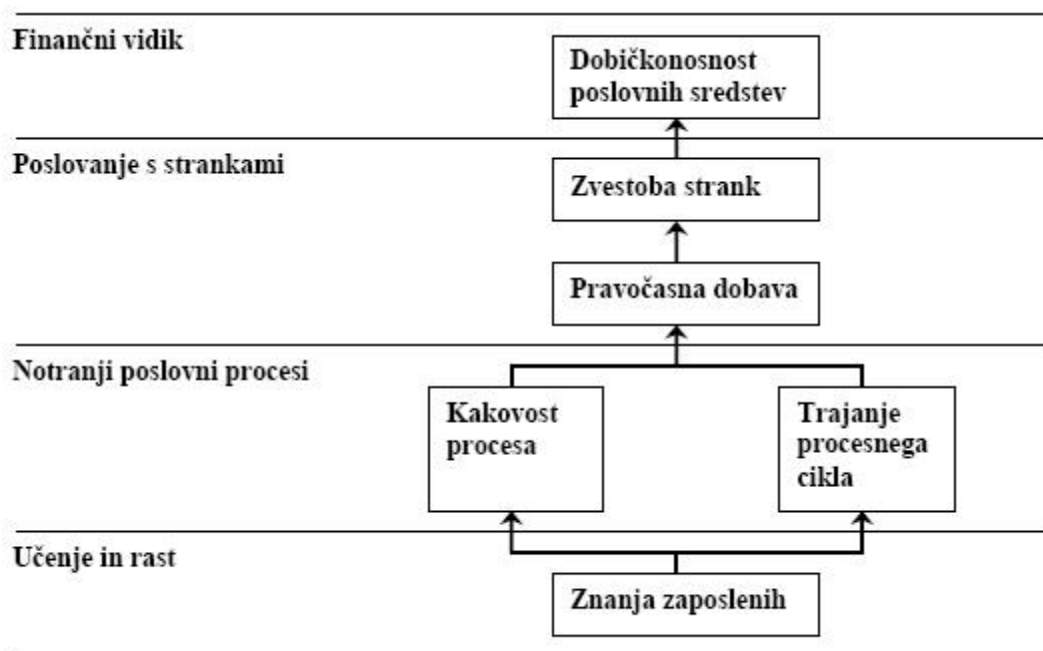 Finančni vidik
Dobičkonosnost
poslovnih sredstev
Poslovanje s strankami
Zvestoba strank
Pravočasna dobava
Notranji poslovni procesi
Kakovost
procesa
Trajanje
procesnega
cikla
Učenje in rast
Znanja zaposlenih